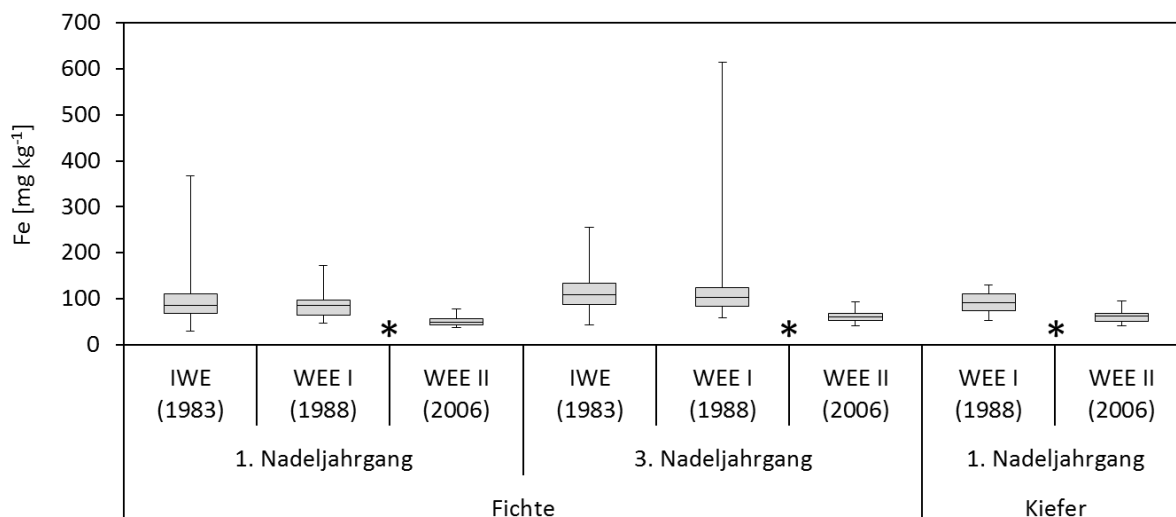 700
600
500
400
300
200
100
0
Fe [mg kg⁻¹]
* * *
IWE WEE I WEE II IWE WEE I WEE II WEE I WEE II
(1983) (1988) (2006) (1983) (1988) (2006) (1988) (2006)
1. Nadeljahrgang 3. Nadeljahrgang 1. Nadeljahrgang
Fichte Kiefer